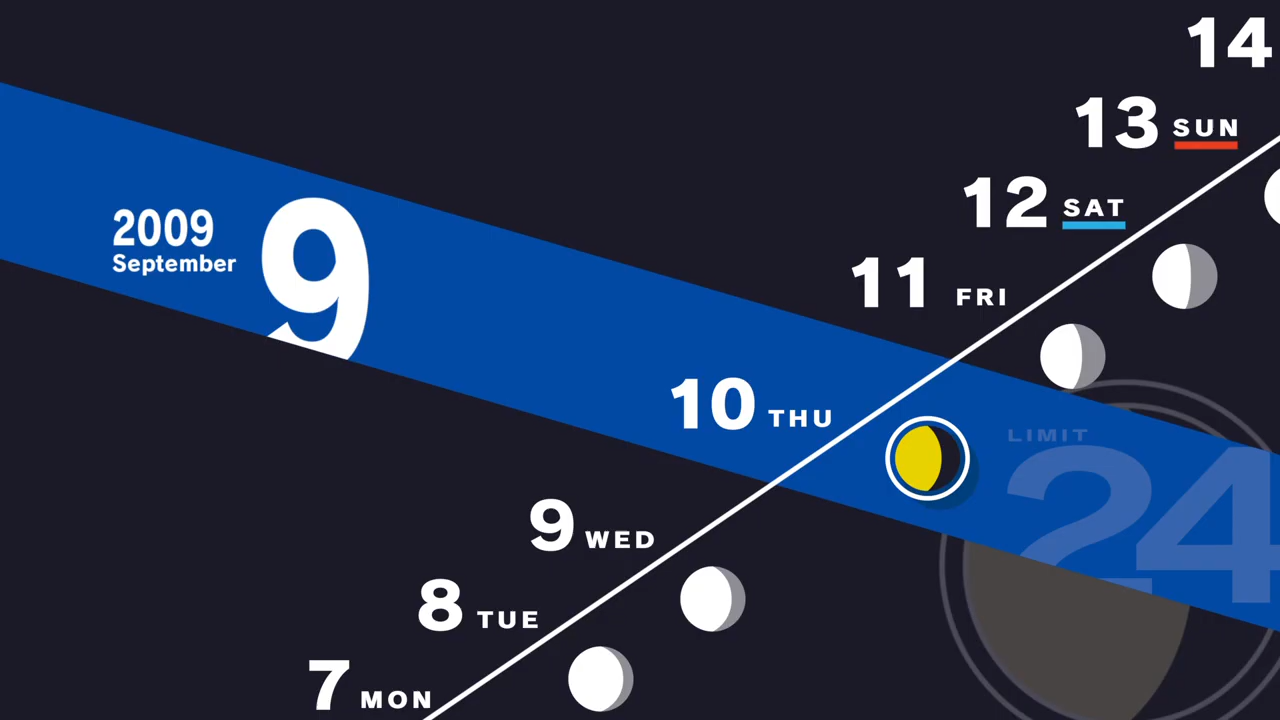 14
13 SUN
12 SAT
2009
September
9
11 FRI
10 THU
LIMIT
24
9 WED
8 TUE
7 MON